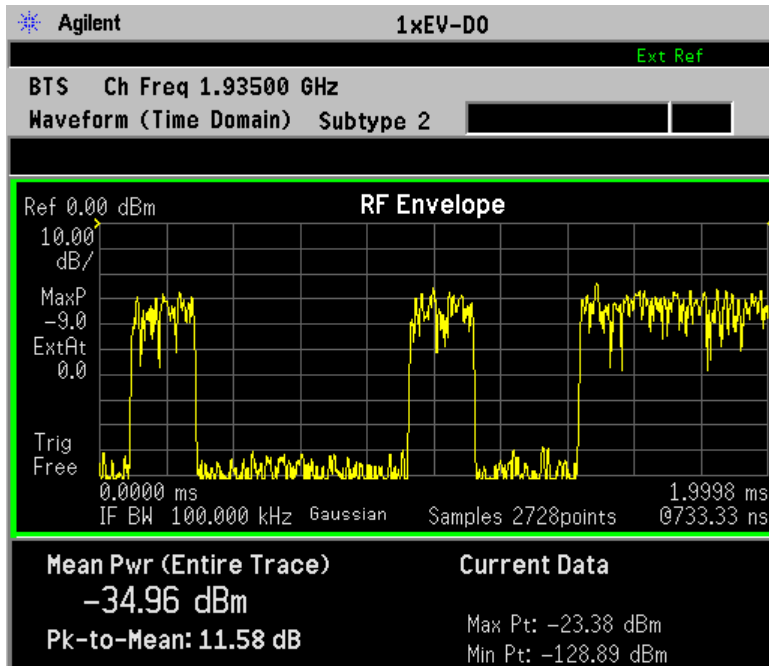 Agilent 1xEV-DO
Ext Ref
BTS Ch Freq 1.93500 GHz
Waveform (Time Domain) Subtype 2
Ref 0.00 dBm RF Envelope
10.00
dB/
MaxP
-9.0
ExtAt
0.0
Trig
Free
0.0000 ms 1.9998 ms
IF BW 100.000 kHz Gaussian Samples 2728points @733.33 ns
Mean Pwr (Entire Trace) Current Data
-34.96 dBm
Max Pt: -23.38 dBm
Pk-to-Mean: 11.58 dB
Min Pt: -128.89 dBm